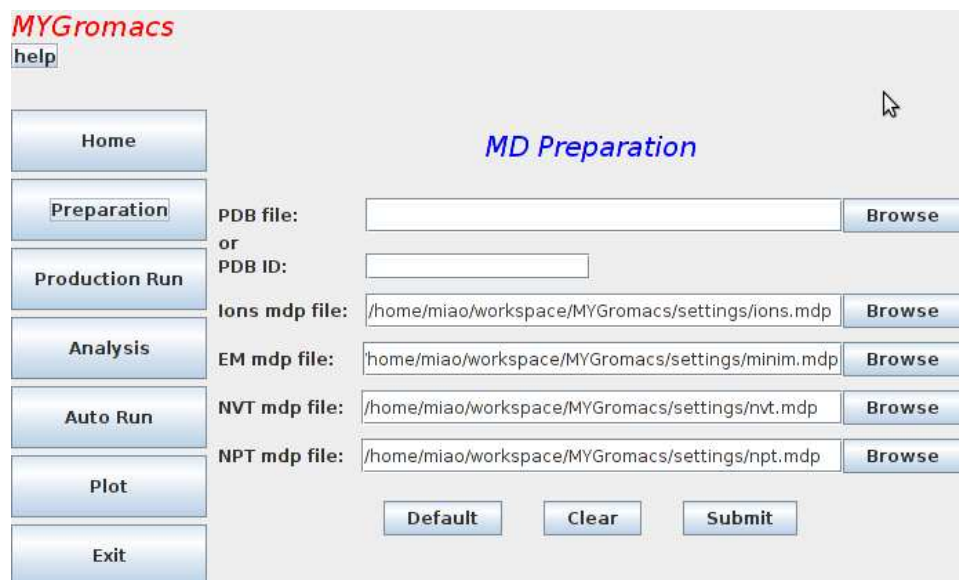 MYGromacs
help
Home
MD Preparation
Preparation
PDB file:
Browse
or
PDB ID:
Production Run
Ions mdp file:
/home/miao/workspace/MYGromacs/settings/ions.mdp
Browse
Analysis
EM mdp file:
/home/miao/workspace/MYGromacs/settings/minim.mdp
Browse
Auto Run
NVT mdp file:
/home/miao/workspace/MYGromacs/settings/nvt.mdp
Browse
NPT mdp file:
/home/miao/workspace/MYGromacs/settings/npt.mdp
Browse
Plot
Default
Clear
Submit
Exit